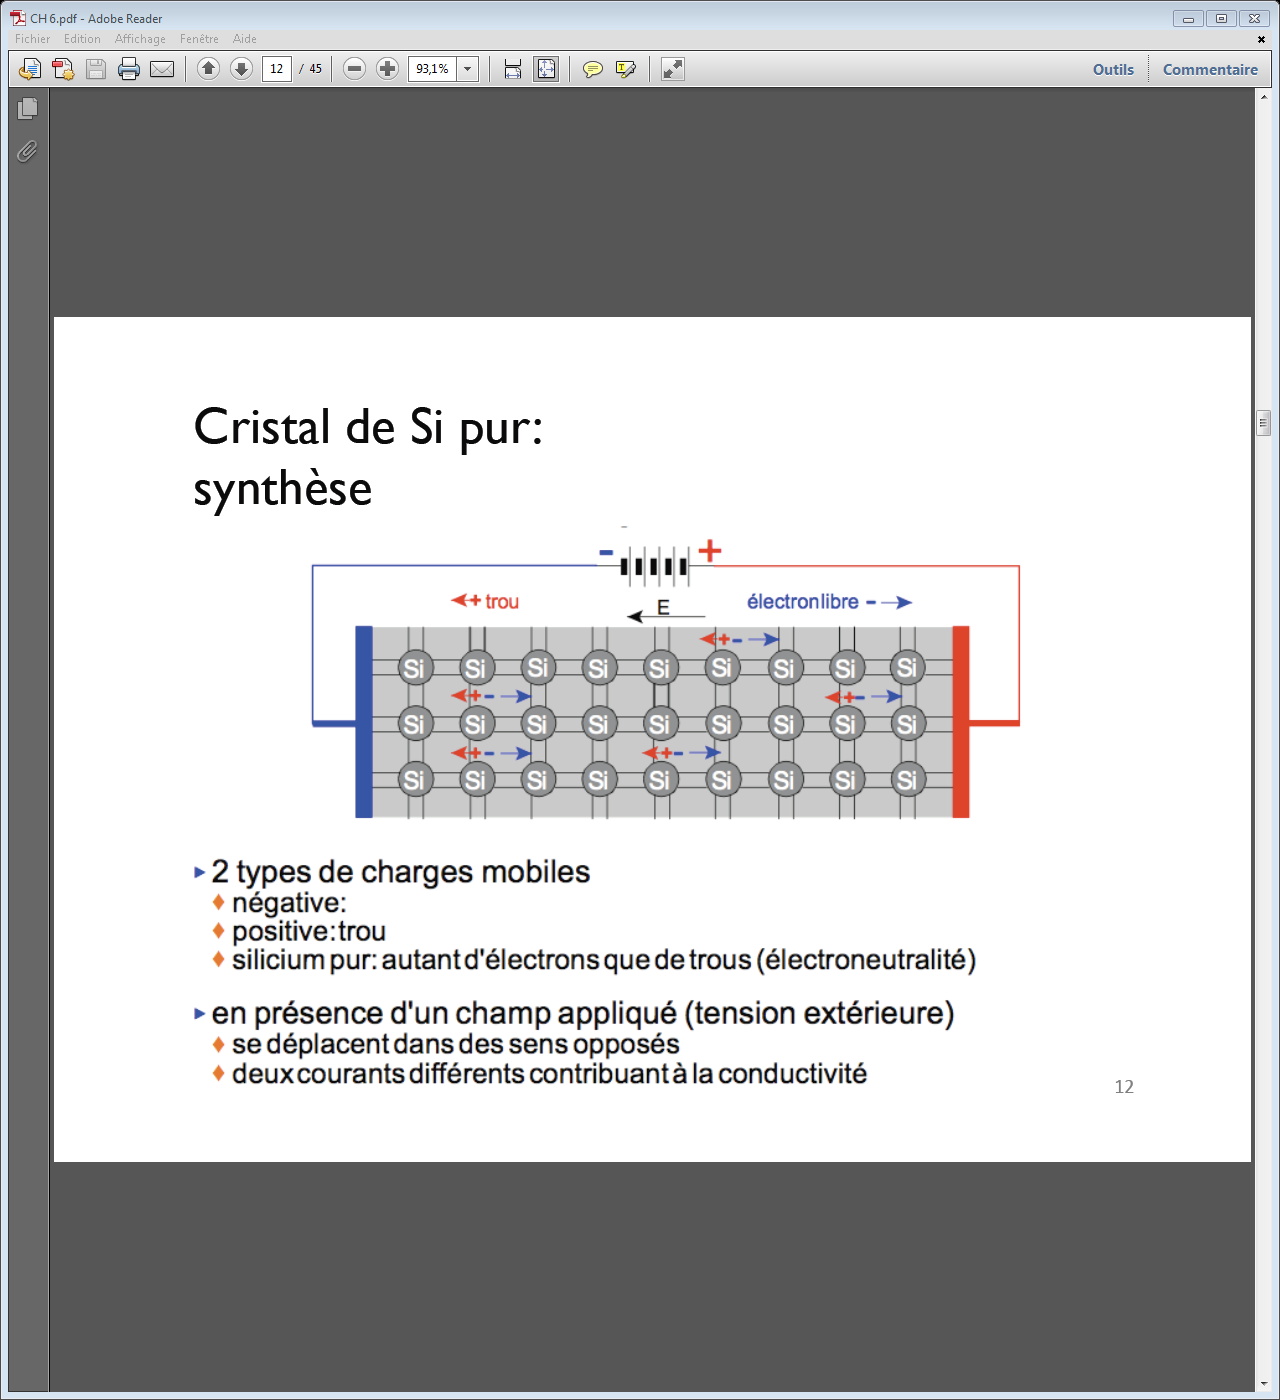 CH 6.pdf - Adobe Reader
Fichier Edition Affichage Fenêtre Aide
12 / 45 93,1% Outils Commentaire
Cristal de Si pur:
synthèse
- +
+ trou E électron libre -
+ -
Si Si Si Si Si Si Si Si Si
+ - + -
Si Si Si Si Si Si Si Si Si
+ - + -
Si Si Si Si Si Si Si Si Si
2 types de charges mobiles
négative:
positive: trou
silicium pur: autant d'électrons que de trous (électroneutralité)
en présence d'un champ appliqué (tension extérieure)
se déplacent dans des sens opposés
deux courants différents contribuant à la conductivité
12